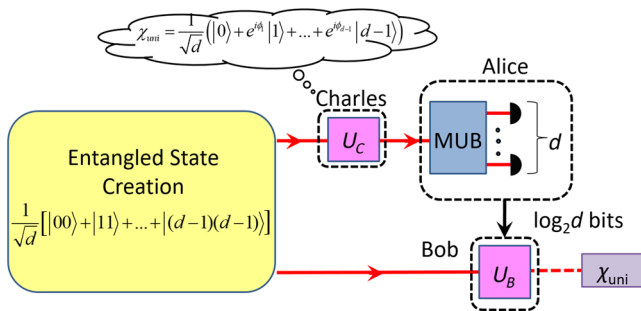 χ_uni = 1/√d (|0⟩ + e^{iϕ_1}|1⟩ + ... + e^{iϕ_{d-1}}|d−1⟩)
Charles
Alice
U_C
MUB
d
Entangled State
Creation
1/√d [|00⟩ + |11⟩ + ... + |(d−1)(d−1)⟩]
log₂d bits
Bob
U_B
χ_uni